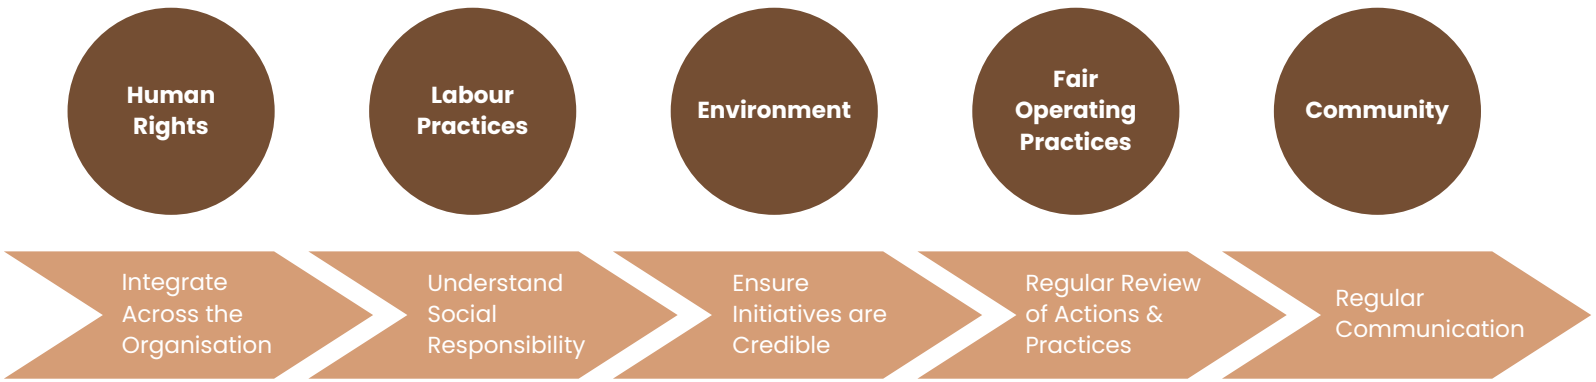 Human
Rights
Labour
Practices
Environment
Fair
Operating
Practices
Community
Integrate
Across the
Organisation
Understand
Social
Responsibility
Ensure
Initiatives are
Credible
Regular Review
of Actions &
Practices
Regular
Communication